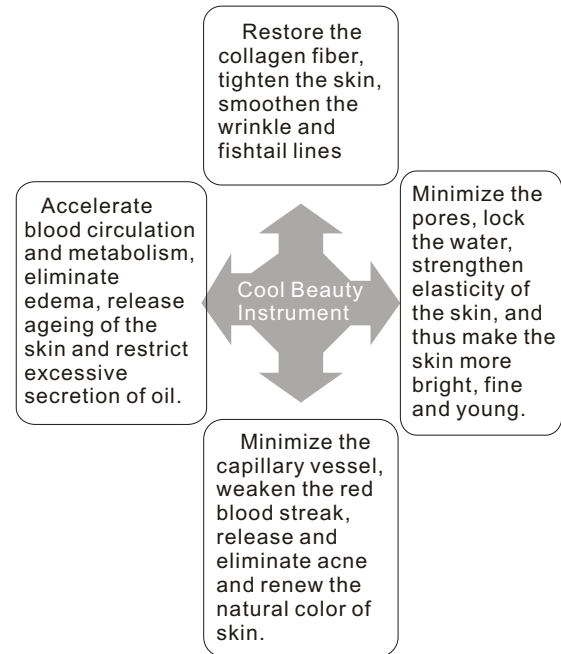 Restore the
collagen fiber,
tighten the skin,
smoothen the
wrinkle and
fishtail lines
Accelerate
blood circulation
and metabolism,
eliminate
edema, release
ageing of the
skin and restrict
excessive
secretion of oil.
Cool Beauty
Instrument
Minimize the
pores, lock
the water,
strengthen
elasticity of
the skin, and
thus make the
skin more
bright, fine
and young.
Minimize the
capillary vessel,
weaken the red
blood streak,
release and
eliminate acne
and renew the
natural color of
skin.